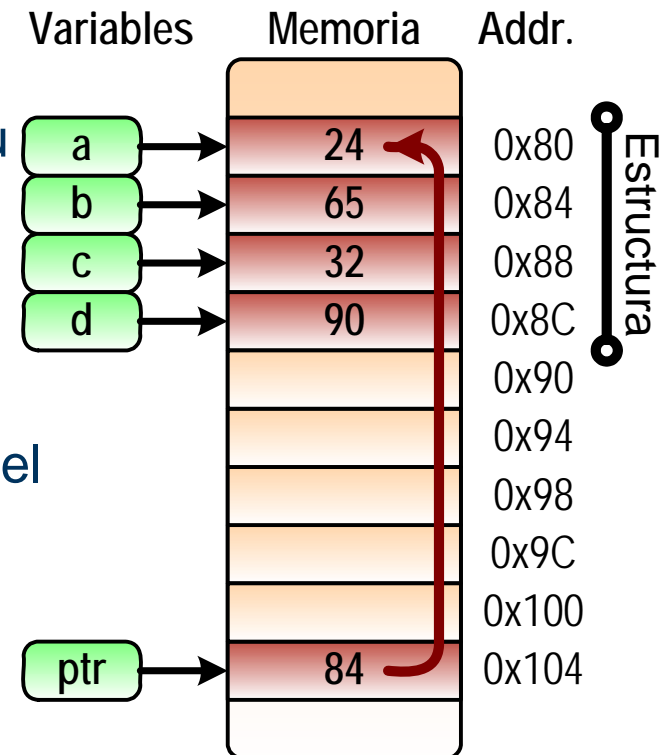 Variables Memoria Addr.
a 24 0x80
b 65 0x84
c 32 0x88
d 90 0x8C
Estructura
0x90
0x94
el
0x98
0x9C
0x100
ptr 84 0x104